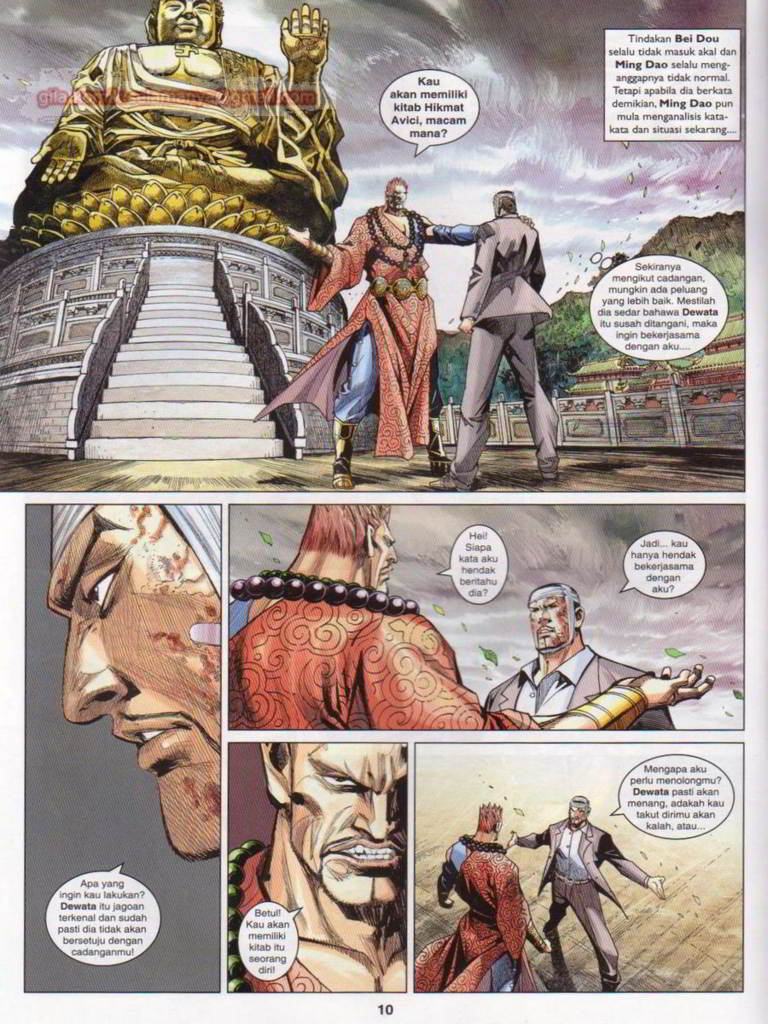 Tindakan Bei Dou
selalu tidak masuk akal dan
Ming Dao selalu meng-
anggapnya tidak normal.
Tetapi apabila dia berkata
demikian, Ming Dao pun
mula menganalisis kata-
kata dan situasi sekarang....
Kau
akan memiliki
kitab Hikmat
Avici, macam
mana?
Sekiranya
mengikut cadangan,
mungkin ada peluang
yang lebih baik. Mestilah
dia sedar bahawa Dewata
itu susah ditangani, maka
ingin bekerjasama
dengan aku....
Apa yang
ingin kau lakukan?
Dewata itu jagoan
terkenal dan sudah
pasti dia tidak akan
bersetuju dengan
cadanganmu!
Hei!
Siapa
kata aku
hendak
beritahu
dia?
Jadi... kau
hanya hendak
bekerjasama
dengan
aku?
Betul!
Kau akan
memiliki
kitab itu
seorang
diri!
Mengapa aku
perlu menolongmu?
Dewata pasti akan
menang, adakah kau
takut dirimu akan
kalah, atau...
10